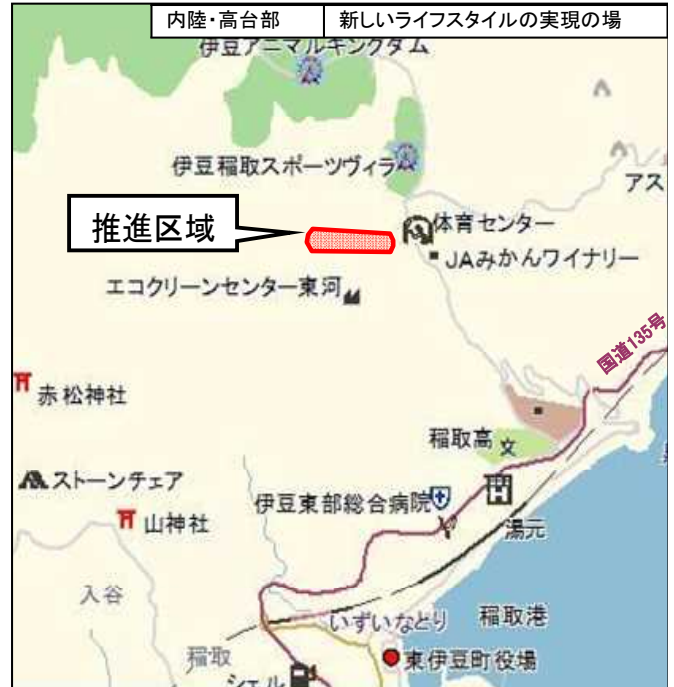 内陸・高台部
新しいライフスタイルの実現の場
伊豆アニマルキングダム
伊豆稲取スポーツヴィラ
アス
推進区域
体育センター
JAみかんワイナリー
エコクリーンセンター東河
国道135号
赤松神社
稲取高
文
ストーンチェア
伊豆東部総合病院
H
山神社
湯元
入谷
いずいなとり
稲取港
稲取
東伊豆町役場
シェル